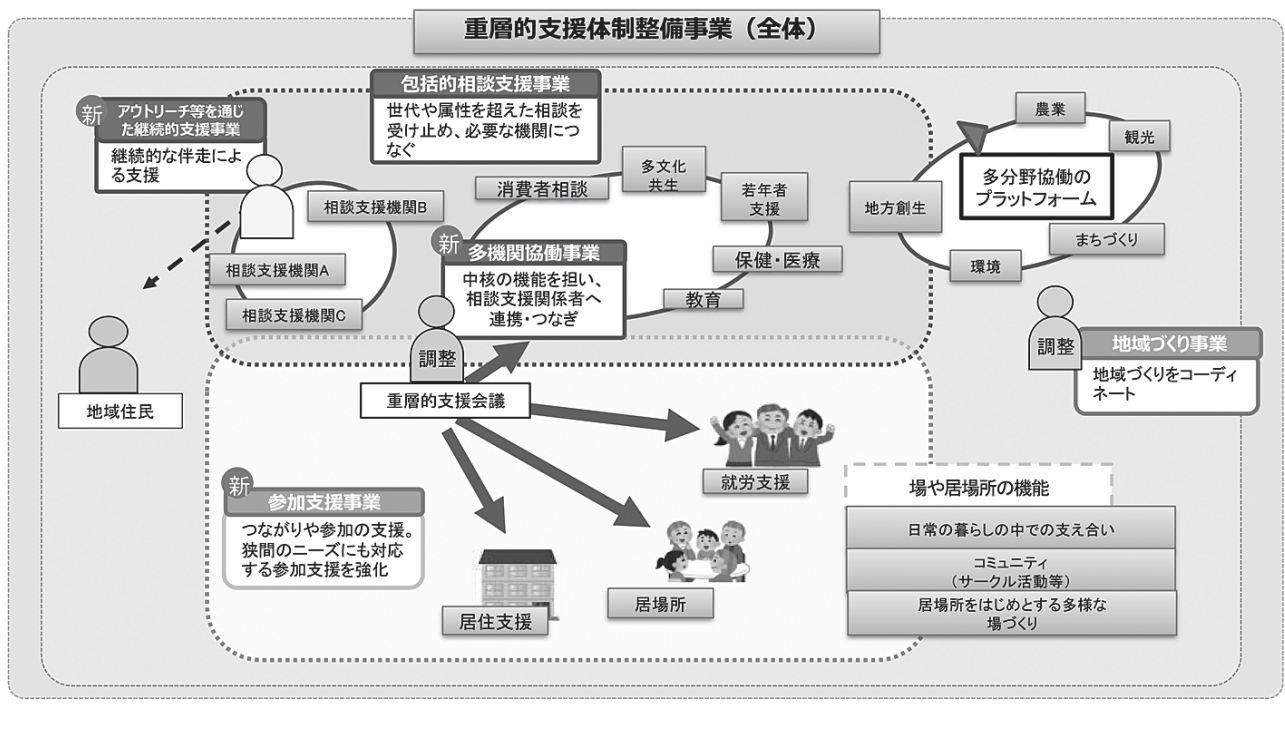 重層的支援体制整備事業（全体）
新
アウトリーチ等を通じ
た継続的支援事業
継続的な伴走によ
る支援
包括的相談支援事業
世代や属性を超えた相談を
受け止め、必要な機関につ
なぐ
相談支援機関B
相談支援機関A
相談支援機関C
消費者相談
多文化
共生
若年者
支援
保健・医療
教育
新
多機関協働事業
中核の機能を担い、
相談支援関係者へ
連携・つなぎ
調整
重層的支援会議
農業
観光
多分野協働の
プラットフォーム
地方創生
まちづくり
環境
調整
地域づくり事業
地域づくりをコーディ
ネート
地域住民
新
参加支援事業
つながりや参加の支援。
狭間のニーズにも対応
する参加支援を強化
就労支援
居場所
居住支援
場や居場所の機能
日常の暮らしの中での支え合い
コミュニティ
（サークル活動等）
居場所をはじめとする多様な
場づくり